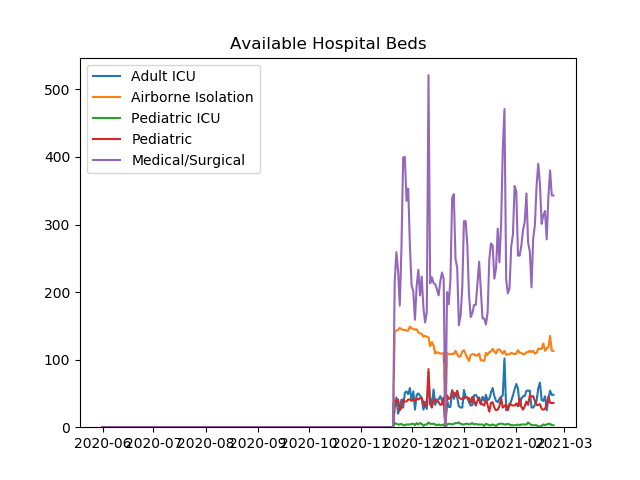 Available Hospital Beds
500
400
300
200
100
0
Adult ICU
Airborne Isolation
Pediatric ICU
Pediatric
Medical/Surgical
2020-06 2020-07 2020-08 2020-09 2020-10 2020-11 2020-12 2021-01 2021-02 2021-03